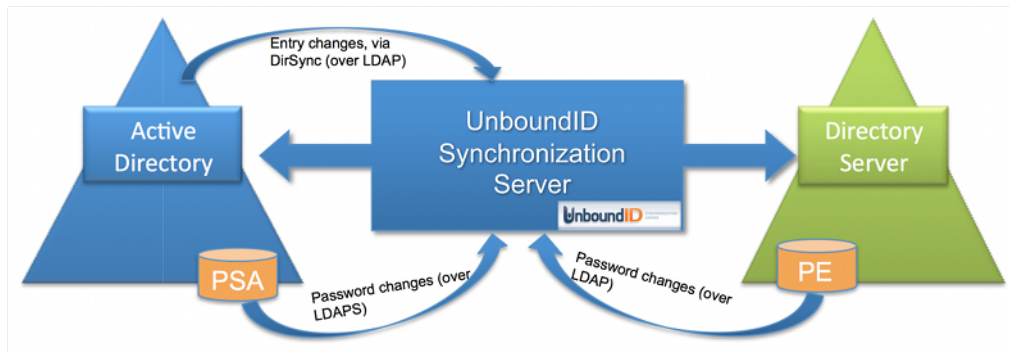 Entry changes, via
DirSync (over LDAP)
Active
Directory
UnboundID
Synchronization
Server
UnboundID
Directory
Server
PSA
Password changes (over
LDAPS)
Password changes (over
LDAP)
PE